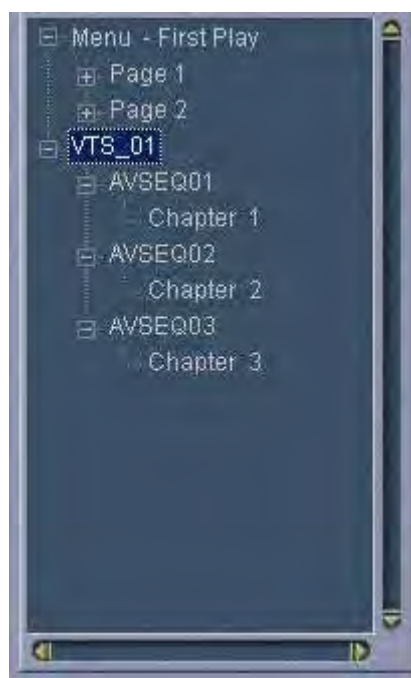 Menu - First Play
Page 1
Page 2
VTS_01
AVSEQ01
Chapter 1
AVSEQ02
Chapter 2
AVSEQ03
Chapter 3